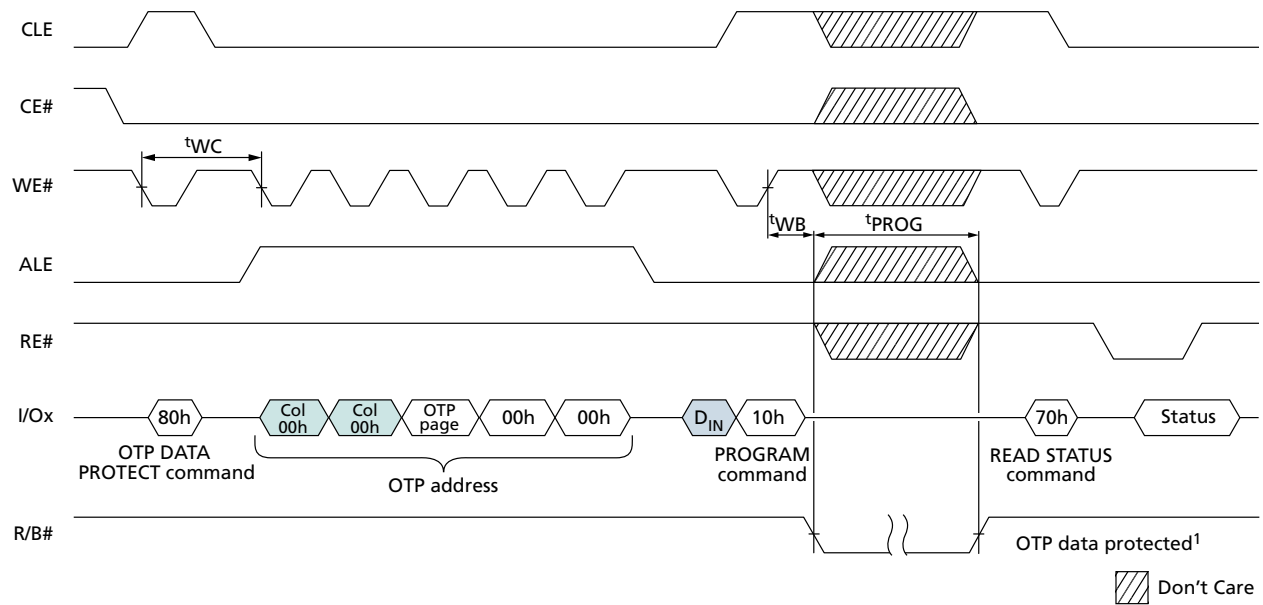 CLE
CE#
tWC
WE#
tWB
tPROG
ALE
RE#
I/Ox
80h
Col
00h
Col
00h
OTP
page
00h
00h
DIN
10h
70h
Status
OTP DATA
PROTECT command
OTP address
PROGRAM
command
READ STATUS
command
R/B#
OTP data protected1
Don't Care